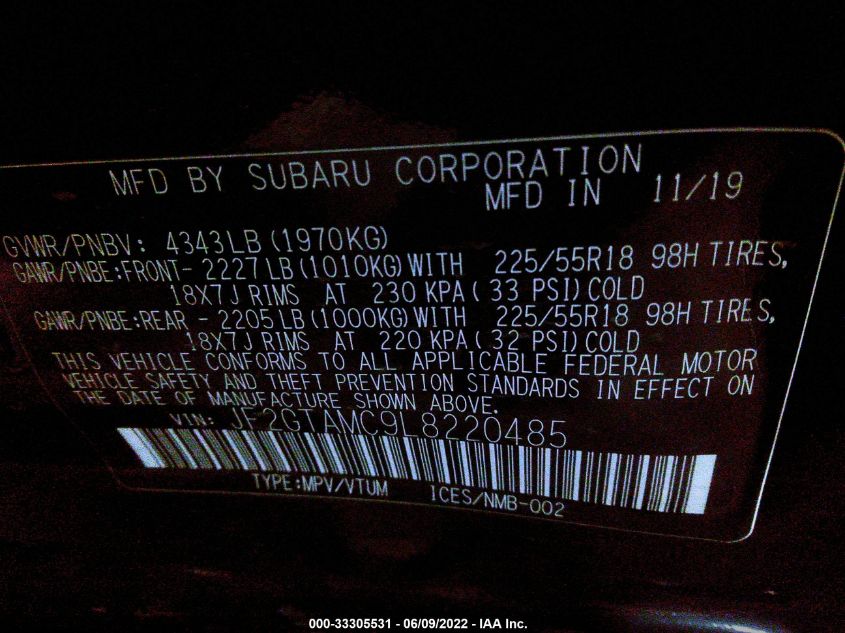 MFD BY SUBARU CORPORATION
MFD IN 11/19
GVWR/PNBV: 4343LB (1970KG)
GAWR/PNBE:FRONT- 2227 LB (1010KG) WITH 225/55R18 98H TIRES,
18X7J RIMS AT 230 KPA ( 33 PSI) COLD
GAWR/PNBE:REAR - 2205 LB (1000KG) WITH 225/55R18 98H TIRES,
18X7J RIMS AT 220 KPA ( 32 PSI) COLD
THIS VEHICLE CONFORMS TO ALL APPLICABLE FEDERAL MOTOR
VEHICLE SAFETY AND THEFT PREVENTION STANDARDS IN EFFECT ON
THE DATE OF MANUFACTURE SHOWN ABOVE.
VIN: JF2GTAMC9L8220485
TYPE:MPV/VTUM ICES/NMB-002
000-33305531 - 06/09/2022 - IAA Inc.